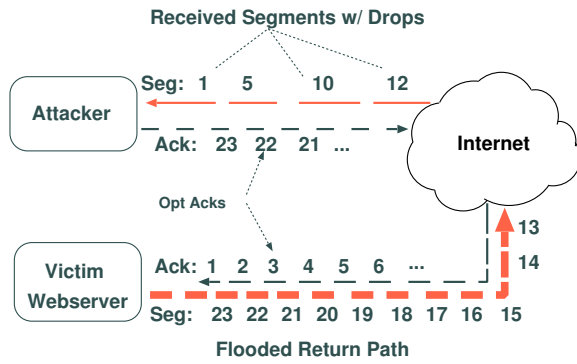 Received Segments w/ Drops
Seg: 1 5 10 12
Attacker
Ack: 23 22 21 ...
Internet
Opt Acks
13
Ack: 1 2 3 4 5 6 ...
14
Victim
Webserver
Seg: 23 22 21 20 19 18 17 16 15
Flooded Return Path